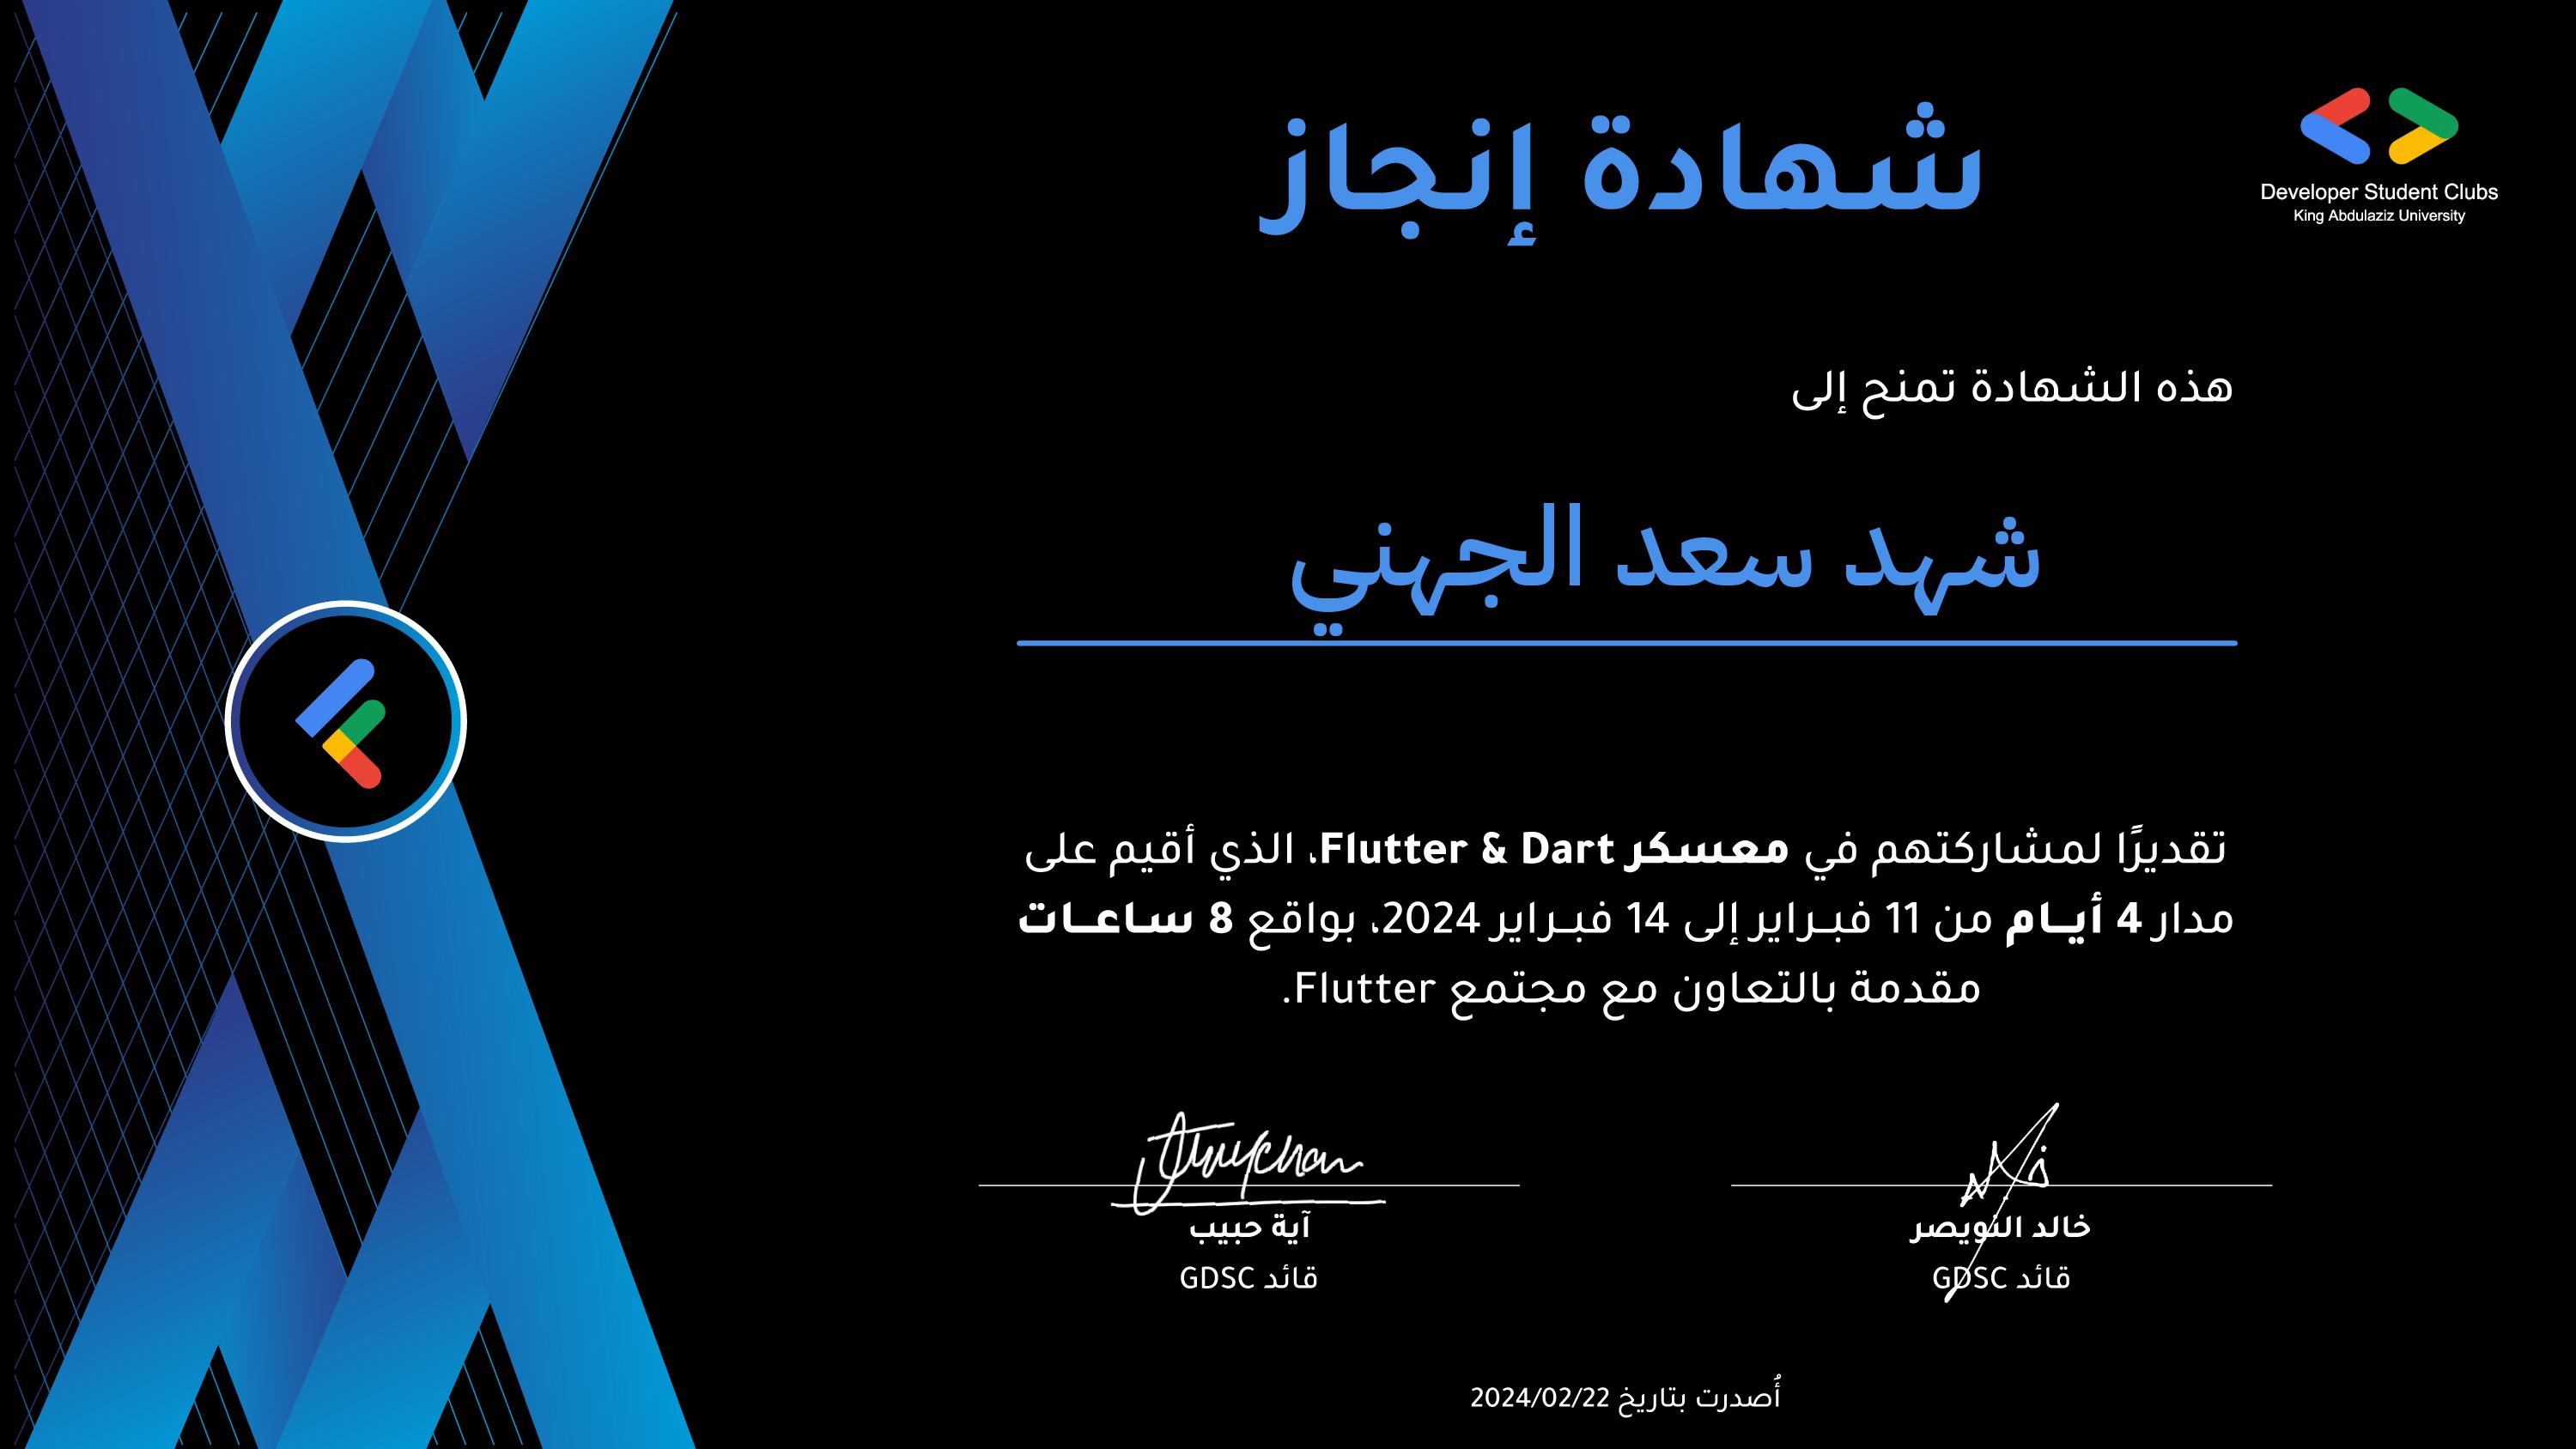 Developer Student Clubs
King Abdulaziz University
شهادة إنجاز
هذه الشهادة تمنح إلى
شهد سعد الجهني
تقديرًا لمشاركتهم في معسكر Flutter & Dart، الذي أقيم على
مدار 4 أيـام من 11 فبـراير إلى 14 فبـراير 2024، بواقع 8 ساعـات
مقدمة بالتعاون مع مجتمع Flutter.
خالد النويصر
قائد GDSC
آية حبيب
قائد GDSC
أُصدرت بتاريخ 2024/02/22